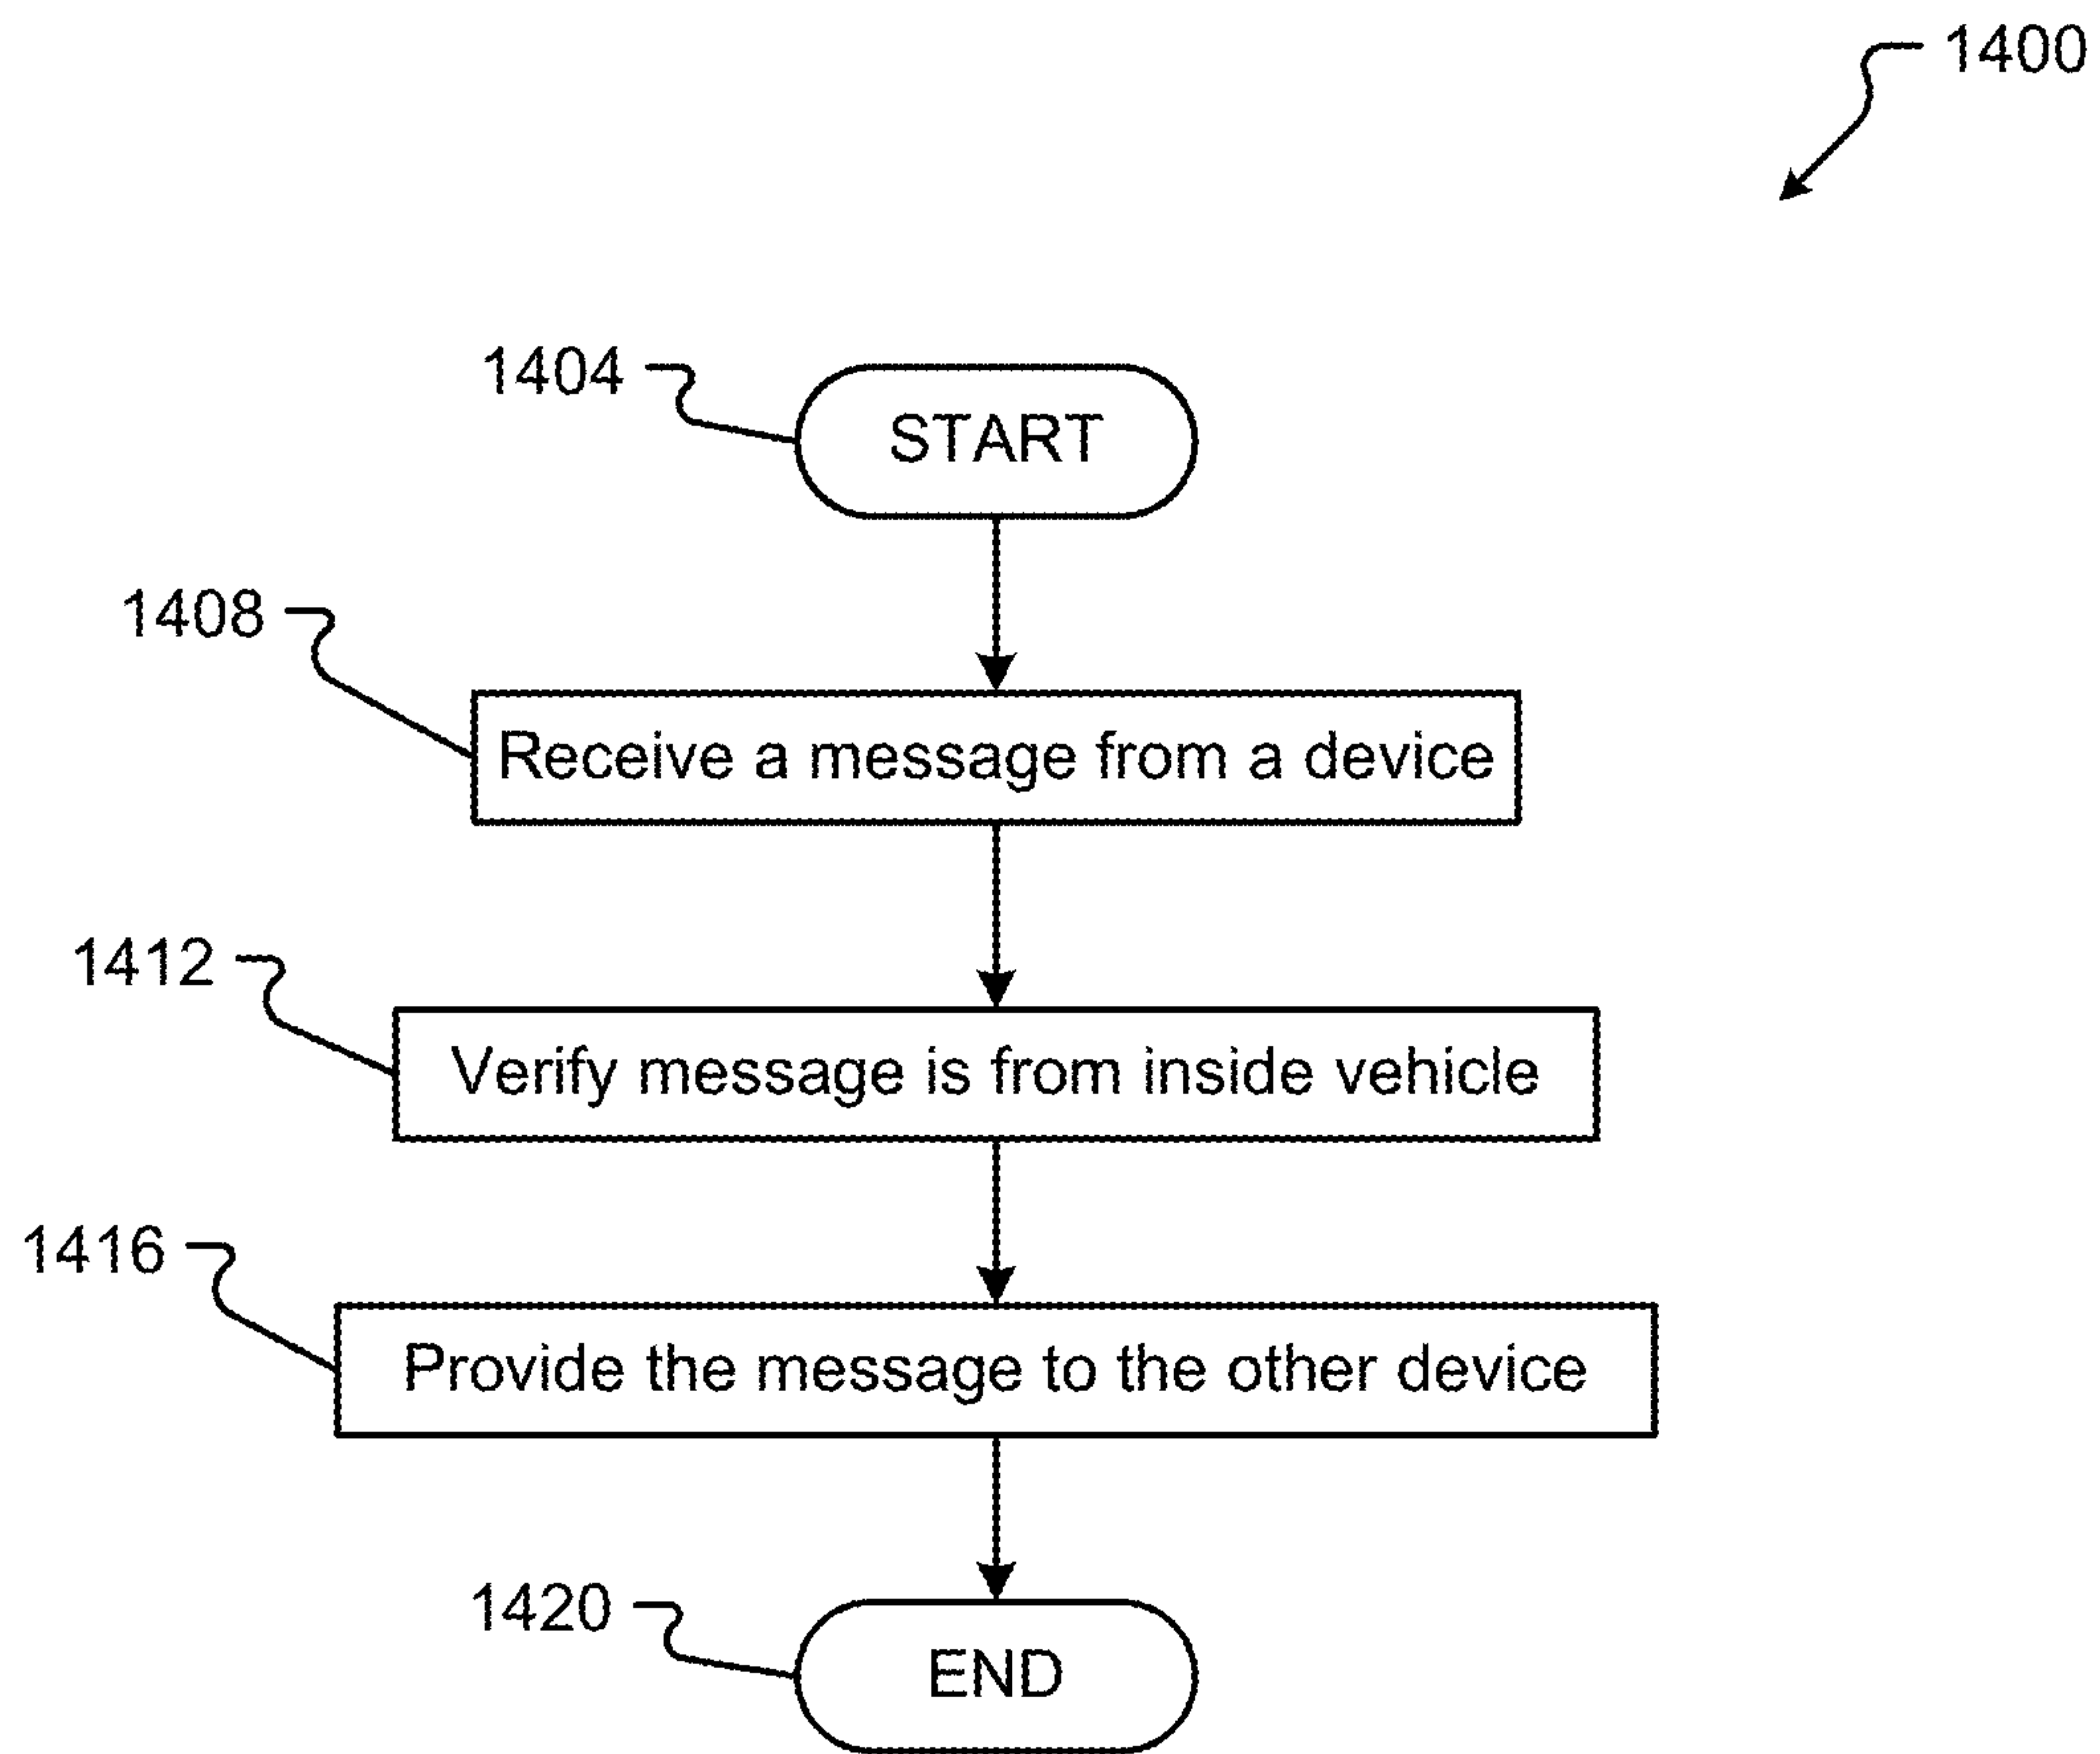 1400
1404
START
1408
Receive a message from a device
1412
Verify message is from inside vehicle
1416
Provide the message to the other device
1420
END